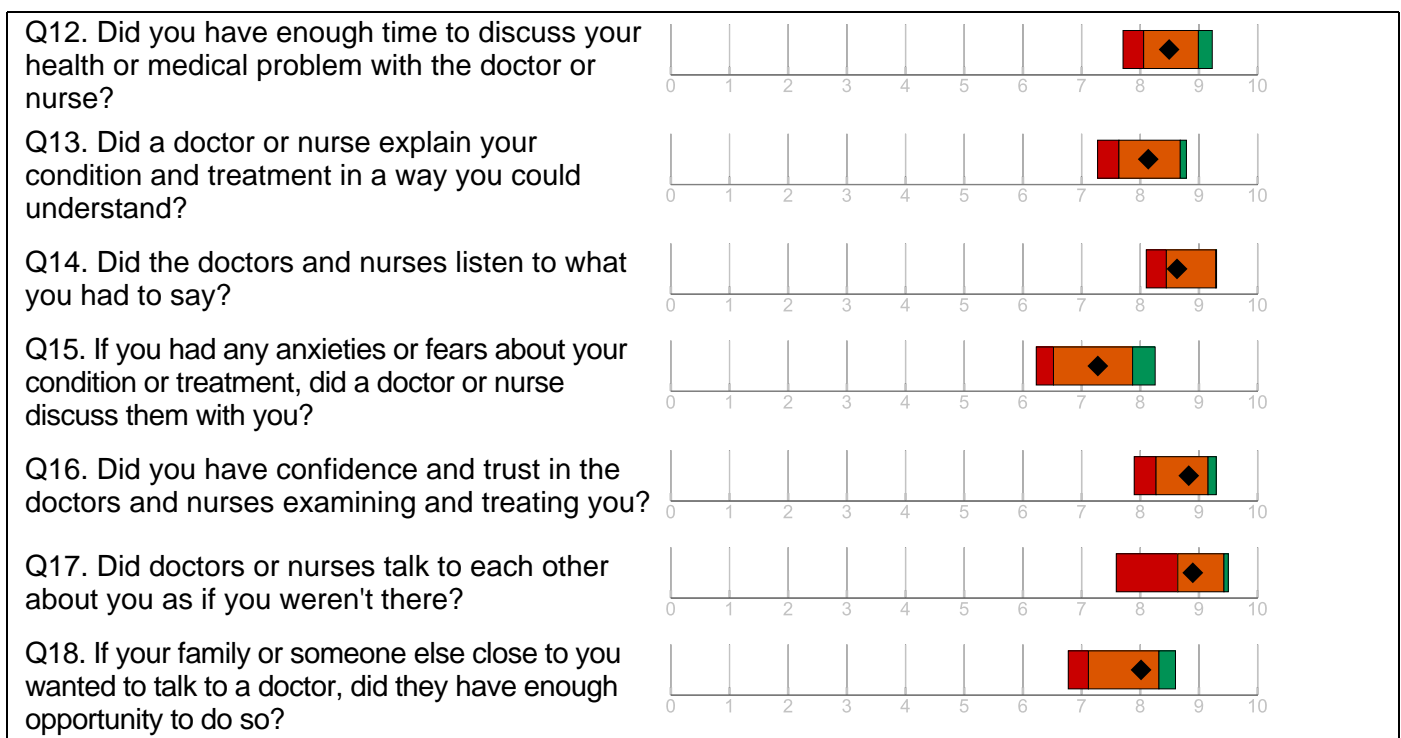 Q12. Did you have enough time to discuss your
health or medical problem with the doctor or
nurse?
0 1 2 3 4 5 6 7 8 9 10
Q13. Did a doctor or nurse explain your
condition and treatment in a way you could
understand?
0 1 2 3 4 5 6 7 8 9 10
Q14. Did the doctors and nurses listen to what
you had to say?
0 1 2 3 4 5 6 7 8 9 10
Q15. If you had any anxieties or fears about your
condition or treatment, did a doctor or nurse
discuss them with you?
0 1 2 3 4 5 6 7 8 9 10
Q16. Did you have confidence and trust in the
doctors and nurses examining and treating you?
0 1 2 3 4 5 6 7 8 9 10
Q17. Did doctors or nurses talk to each other
about you as if you weren't there?
0 1 2 3 4 5 6 7 8 9 10
Q18. If your family or someone else close to you
wanted to talk to a doctor, did they have enough
opportunity to do so?
0 1 2 3 4 5 6 7 8 9 10